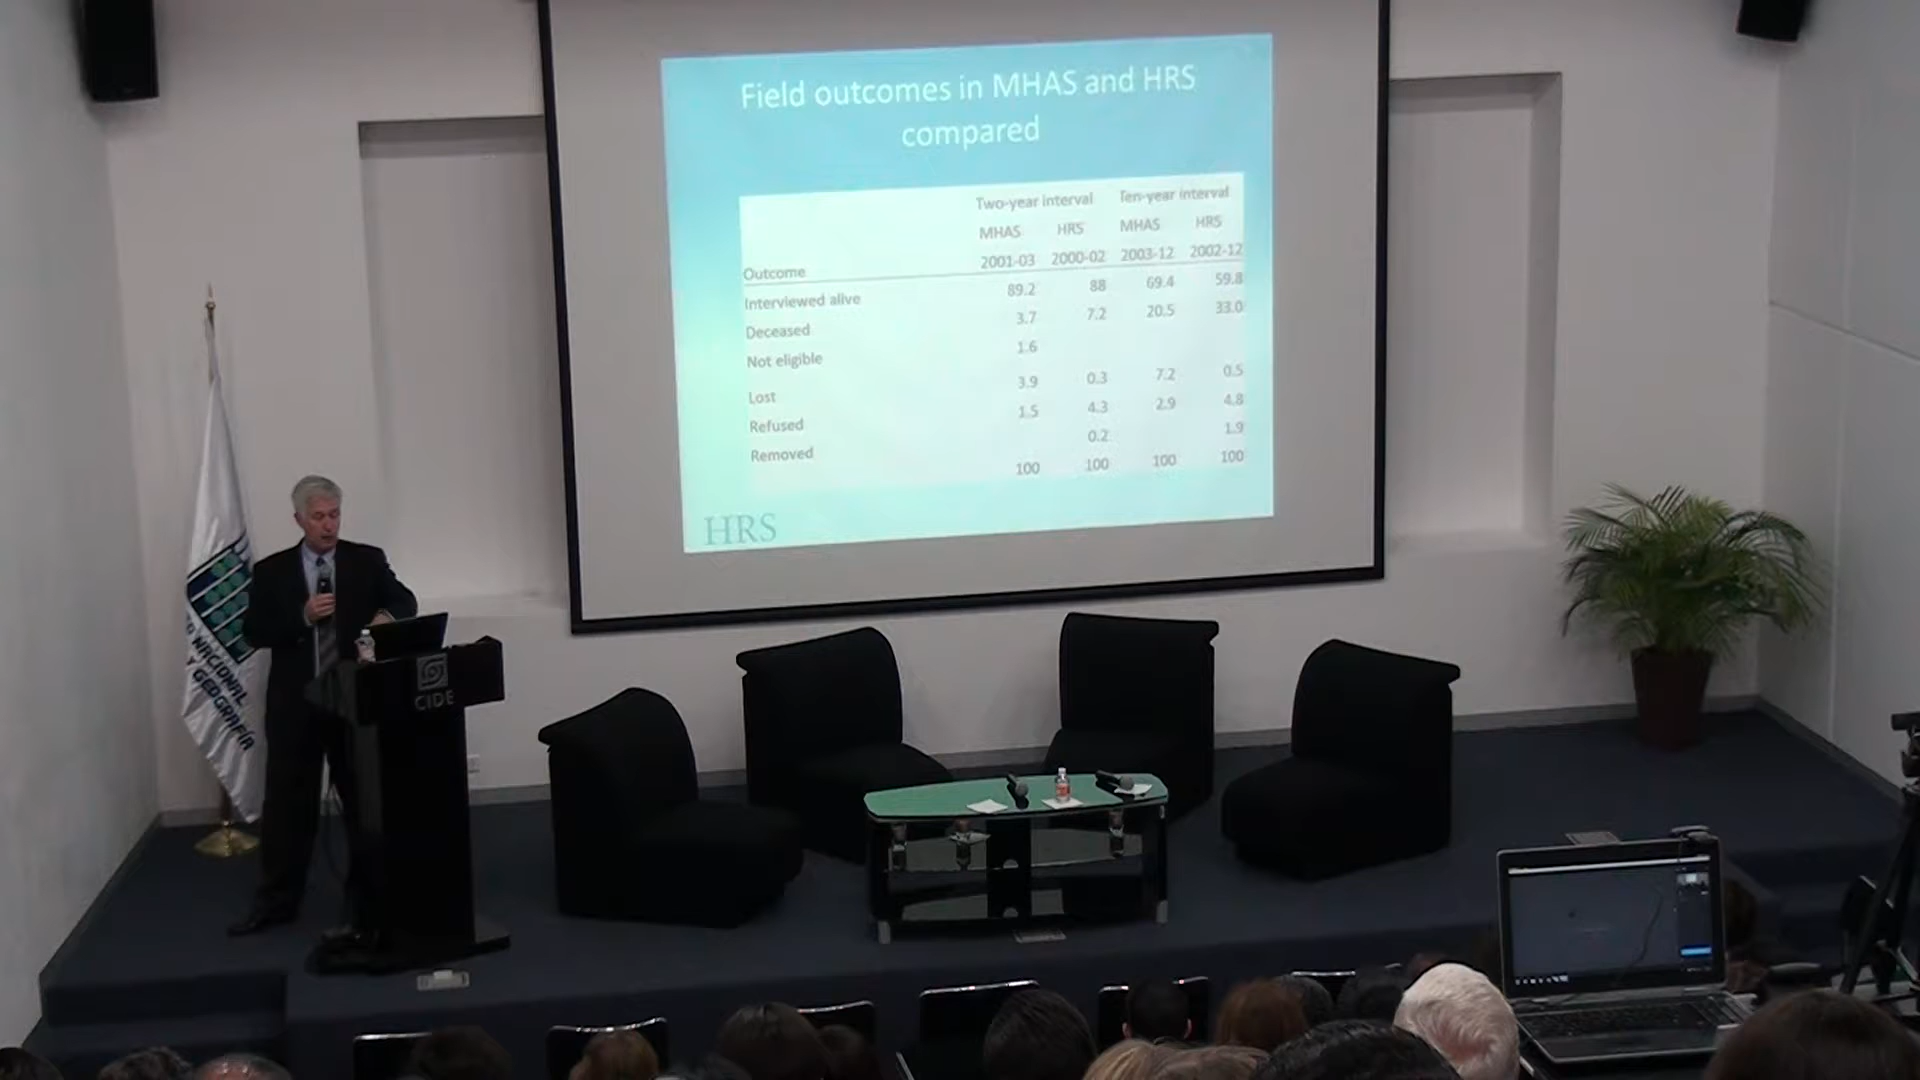 Field outcomes in MHAS and HRS
compared
Two-year interval Ten-year interval
MHAS HRS MHAS HRS
Outcome 2001-03 2000-02 2003-12 2002-12
Interviewed alive 89.2 88 69.4 59.8
Deceased 3.7 7.2 20.5 33.0
Not eligible 1.6
Lost 3.9 0.3 7.2 0.5
Refused 1.5 4.3 2.9 4.8
Removed 0.2 1.9
100 100 100 100
HRS
NACIONAL
Y GEOGRAFÍA
CIDE